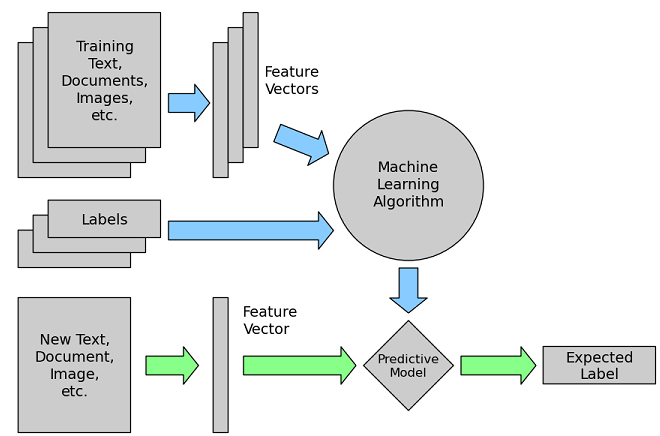 Training
Text,
Documents,
Images,
etc.
Feature
Vectors
Machine
Learning
Algorithm
Labels
New Text,
Document,
Image,
etc.
Feature
Vector
Predictive
Model
Expected
Label